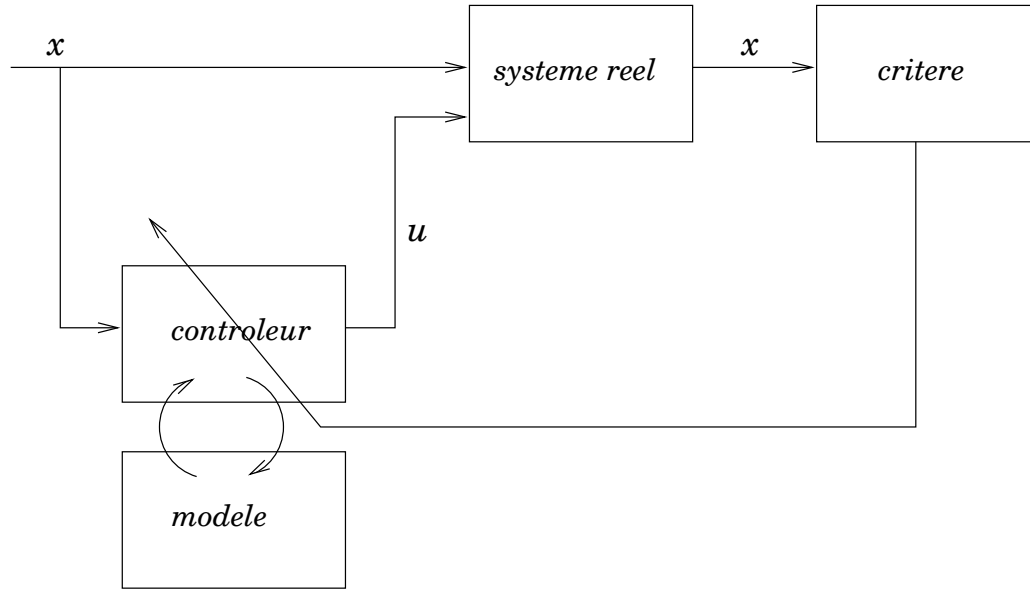 x
systeme reel
x
critere
u
controleur
modele